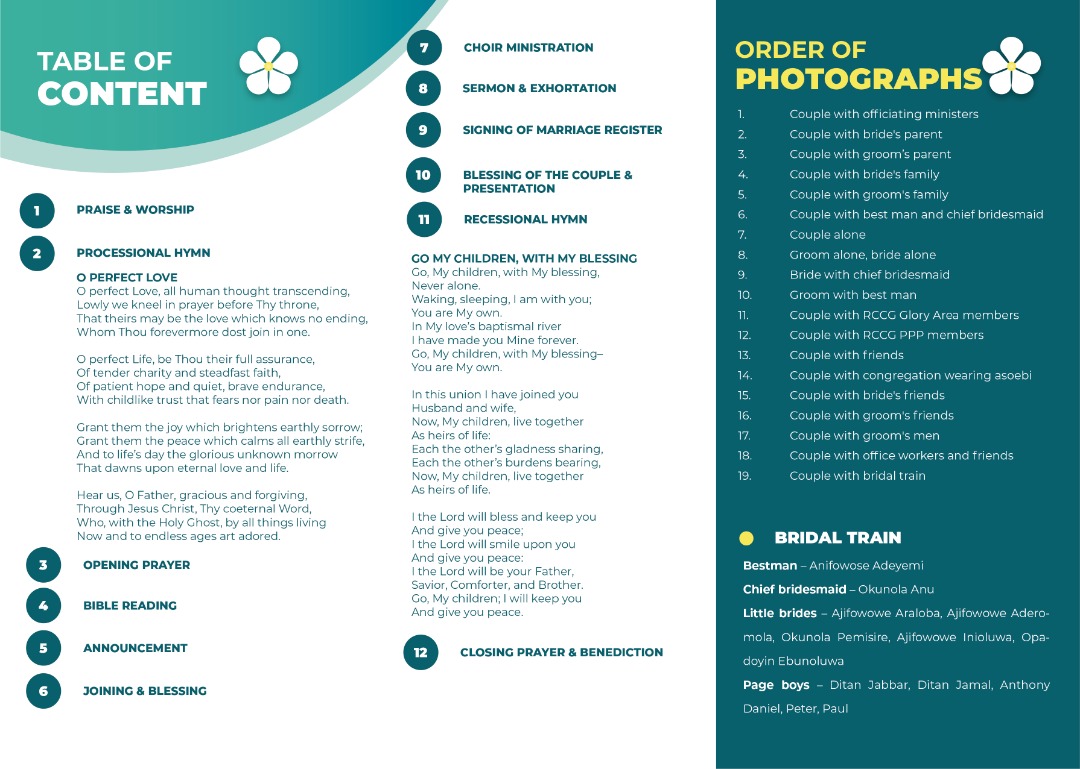 TABLE OF
CONTENT
1 PRAISE & WORSHIP
2 PROCESSIONAL HYMN
O PERFECT LOVE
O perfect Love, all human thought transcending,
Lowly we kneel in prayer before Thy throne,
That theirs may be the love which knows no ending,
Whom Thou forevermore dost join in one.
O perfect Life, be Thou their full assurance,
Of tender charity and steadfast faith,
Of patient hope and quiet, brave endurance,
With childlike trust that fears nor pain nor death.
Grant them the joy which brightens earthly sorrow;
Grant them the peace which calms all earthly strife,
And to life's day the glorious unknown morrow
That dawns upon eternal love and life.
Hear us, O Father, gracious and forgiving,
Through Jesus Christ, Thy coeternal Word,
Who, with the Holy Ghost, by all things living
Now and to endless ages art adored.
3 OPENING PRAYER
4 BIBLE READING
5 ANNOUNCEMENT
6 JOINING & BLESSING
7 CHOIR MINISTRATION
8 SERMON & EXHORTATION
9 SIGNING OF MARRIAGE REGISTER
10 BLESSING OF THE COUPLE &
PRESENTATION
11 RECESSIONAL HYMN
GO MY CHILDREN, WITH MY BLESSING
Go, My children, with My blessing,
Never alone.
Waking, sleeping, I am with you;
You are My own.
In My love's baptismal river
I have made you Mine forever.
Go, My children, with My blessing–
You are My own.
In this union I have joined you
Husband and wife,
Now, My children, live together
As heirs of life:
Each the other's gladness sharing,
Each the other's burdens bearing,
Now, My children, live together
As heirs of life.
I the Lord will bless and keep you
And give you peace;
I the Lord will smile upon you
And give you peace:
I the Lord will be your Father,
Savior, Comforter, and Brother.
Go, My children; I will keep you
And give you peace.
12 CLOSING PRAYER & BENEDICTION
ORDER OF
PHOTOGRAPHS
1. Couple with officiating ministers
2. Couple with bride's parent
3. Couple with groom's parent
4. Couple with bride's family
5. Couple with groom's family
6. Couple with best man and chief bridesmaid
7. Couple alone
8. Groom alone, bride alone
9. Bride with chief bridesmaid
10. Groom with best man
11. Couple with RCCG Glory Area members
12. Couple with RCCG PPP members
13. Couple with friends
14. Couple with congregation wearing asoebi
15. Couple with bride's friends
16. Couple with groom's friends
17. Couple with groom's men
18. Couple with office workers and friends
19. Couple with bridal train
BRIDAL TRAIN
Bestman – Anifowose Adeyemi
Chief bridesmaid – Okunola Anu
Little brides – Ajifowowe Araloba, Ajifowowe Adero-
mola, Okunola Pemisire, Ajifowowe Inioluwa, Opa-
doyin Ebunoluwa
Page boys – Ditan Jabbar, Ditan Jamal, Anthony
Daniel, Peter, Paul